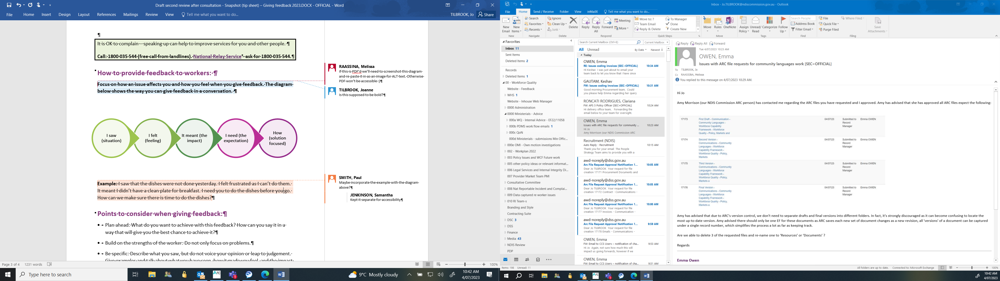 Draft second review after consultation - Snapshot (tip sheet) – Giving feedback 2023.DOCX - OFFICIAL - Word
File Home Insert Design Layout References Mailings Review View Tell me what you want to do...
TILBROOK, Jo Share
¶
It·is·OK·to·complain·–·speaking·up·can·help·to·improve·services·for·you·and·other·people.·¶
Call:·1800·035·544·(free·call·from·landlines).·National·Relay·Service°·-·ask·for·1800·035·544.¶
How·to·provide·feedback·to·workers:·¶
Focus·on·how·an·issue·affects·you·and·how·you·feel·when·you·give·feedback.·The·diagram·
below·shows·the·way·you·can·give·feedback·in·a·conversation.·¶
RAASSINA, Melissa
If·this·is·PDF'd·we'll·need·to·screenshot·this·diagram·
and·re-paste·it·in·as·an·image·for·ALT·text.·Otherwise·
PDF·won't·be·accessible·:)¶
TILBROOK, Joanne
Is·this·supposed·to·be·bold?¶
I saw
(situation)
I felt
(feeling)
It meant (the
impact)
I need (the
expectation)
How
(solution
focused)
Example:·I·saw·that·the·dishes·were·not·done·yesterday.·I·felt·frustrated·as·I·can't·do·them.·
It·meant·I·didn't·have·a·clean·plate·for·breakfast.·I·need·you·to·do·the·dishes·before·you·go.·
How·can·we·make·sure·there·is·time·to·do·the·dishes?¶
SMITH, Paul
Maybe·incorporate·the·example·with·the·diagram·
above?¶
JENKINSON, Samantha
Kept·it·separate·for·accessibility¶
Points·to·consider·when·giving·feedback:¶
Plan·ahead:·What·do·you·want·to·achieve·with·this·feedback?·How·can·you·say·it·in·a·
way·that·will·give·you·the·best·chance·to·achieve·it?¶
Build·on·the·strengths·of·the·worker:·Do·not·only·focus·on·problems.¶
Be·specific:·Describe·what·you·saw,·but·do·not·voice·your·opinion·or·leap·to·judgement.·
Give·examples·and·talk·about·what·you·have·seen,·how·it·made·you·feel,·and·the·impact·
Page 3 of 4 1231 words
100%
Type here to search
Arc
9°C Mostly cloudy
10:42 AM
4/07/2023
Inbox - Jo.TILBROOK@ndiscommission.gov.au - Outlook
File Home Send / Receive Folder View inMailX Tell me what you want to do...
New
Email
New
Items
New
Search
Favorites
Recents
Navigate
Ignore
Clean Up
Junk
Delete
Delete
Reply
Reply
All
Forward
Meeting
More
Respond
Move to: ?
Team Email
Reply & Delete
To Manager
Done
Create New
Quick Steps
Move
Rules
OneNote
Move
Assign
Policy
Unread/
Read
Categorize
Follow
Up
Tags
Search People
Address Book
Filter Email
Find
File
Quick File
Purge Filed
Where Filed
Filing
Save
Attachments
Favorites
Inbox 11
Sent Items
Deleted Items 2
Records
Deleted Items 1
00 - Workforce Quality
Website - Feedback
WHS 1
Website - Inhouse Web Manager
0000 Administration
0000 Ministerials - Advice
000a WQ - Internal Advice - EF22/11058
000b PDMS work flow emails 1
000c QoN
000d Ministerials - submissions Min Offic...
000e OMI - Own motion investigations
002 - Workplan 2022
003 Policy Issues and WCF Future work
005 other policy ideas or relevant informat...
006 Legal Services and Internal Integrity Di...
007 Provider Market Team PMI
Consultative Committee
008 Nat Reportable Incident and Complai...
009 Data captured re worker issues
010 RI Team-s
Branding and Style
Contracting Suite
DSC 3
DSS
Finance
Media 43
NDIS Review
PDP
Search Current Mailbox (Ctrl+E) Current Mailbox
All Unread By Date Newest
Today
OWEN, Emma
RE: Issues coding invoices [SEC=OFFICIAL] 10:34 AM
Hi Keshav I was just about to email your
team back to let you know that I have since
GAUTAM, Keshav
FW: Issues coding invoices [SEC=OFFICIAL] 10:31 AM
Good morning Procurement team, Could
you please help Emma regarding her query
RONCATI RODRIGUES, Clariana
FW: APS 5 Policy Officer [SEC=OFFICIAL] 10:24 AM
Hi delivery office team, Forwarding the
email below to your team for oversight.
OWEN, Emma
Issues with ARC file requests for community ... 10:23 AM
Hi Jo
Amy Morrison (our NDIS Commission ARC
Recruitment (NDIS)
Auto Reply - Recruitment 10:15 AM
Thank you for your email The People
Strategy Team aims to provide you with a
awd-noreply@dss.gov.au
Arc File Request Approval Notification 1... 10:05 AM
Dear Jo TILBROOK Your request for file
creation 17171 Procurement Documents and
awd-noreply@dss.gov.au
Arc File Request Approval Notification 1... 10:05 AM
Dear Jo TILBROOK Your request for file
creation 17172 Contract - Communications -
awd-noreply@dss.gov.au
Arc File Request Approval Notification 1... 10:00 AM
Dear Jo TILBROOK Your request for file
creation 17177 Invoices - Communication -
awd-noreply@dss.gov.au
Arc File Request Approval Notification 1... 9:59 AM
Dear Jo TILBROOK Your request for file
creation 17178 Emails - Communications -
OWEN, Emma
FW: Email to CCS Users – notification of cha... 9:53 AM
Hi Jo Again, not sure how much this will
impact us going forwards, however if we
OWEN, Emma
FW: Email to CCS Users – notification of cha... 9:51 AM
Reply Reply All Forward
Tue 4/07/2023 10:23 AM
OWEN, Emma
Issues with ARC file requests for community languages work [SEC=OFFICIAL]
To TILBROOK, Jo
Cc RAASSINA, Melissa
You replied to this message on 4/07/2023 10:29 AM.
Hi Jo
Amy Morrison (our NDIS Commission ARC person) has contacted me regarding the ARC files you have requested and I approved. Amy has advised that she has approved all ARC files expect the following:
17173 First Draft - Communication - 04/07/23 Submitted to Emma OWEN
Community Languages - Record
Workforce Capability Manager
Framework - Workforce
Quality - Policy, Markets and
17174 Second Version - 04/07/23 Submitted to Emma OWEN
Communications - Community Record
Languages - Workforce Manager
Capability Framework -
Workforce Quality - Policy,
Markets
17175 Third Version - 04/07/23 Submitted to Emma OWEN
Communications - Community Record
Languages - Workforce Manager
Capability Framework -
Workforce Quality - Policy,
Markets a
17176 Final Version - 04/07/23 Submitted to Emma OWEN
Communications - Community Record
Languages - Workforce Manager
Capability Framework -
Workforce Quality - Policy,
Markets a
Amy has advised that due to ARC's version control, we don't need to separate drafts and final versions into different folders. In fact, it's strongly discouraged as it can become confusing to locate the
most up-to-date version. Amy advised there should only be one EF for these documents as ARC saves each new set of document changes as a new revision, all 'versions' of a document can be captured
under a single record number, which simplifies the process a lot as far as keeping track.
Are we able to delete 3 of the requested files and re-name one to 'Resources' or 'Documents' ?
Regards
Emma Owen
Items: 198 Unread: 11
All folders are up to date. Connected to: Microsoft Exchange
100%
Arc
10:42 AM
4/07/2023